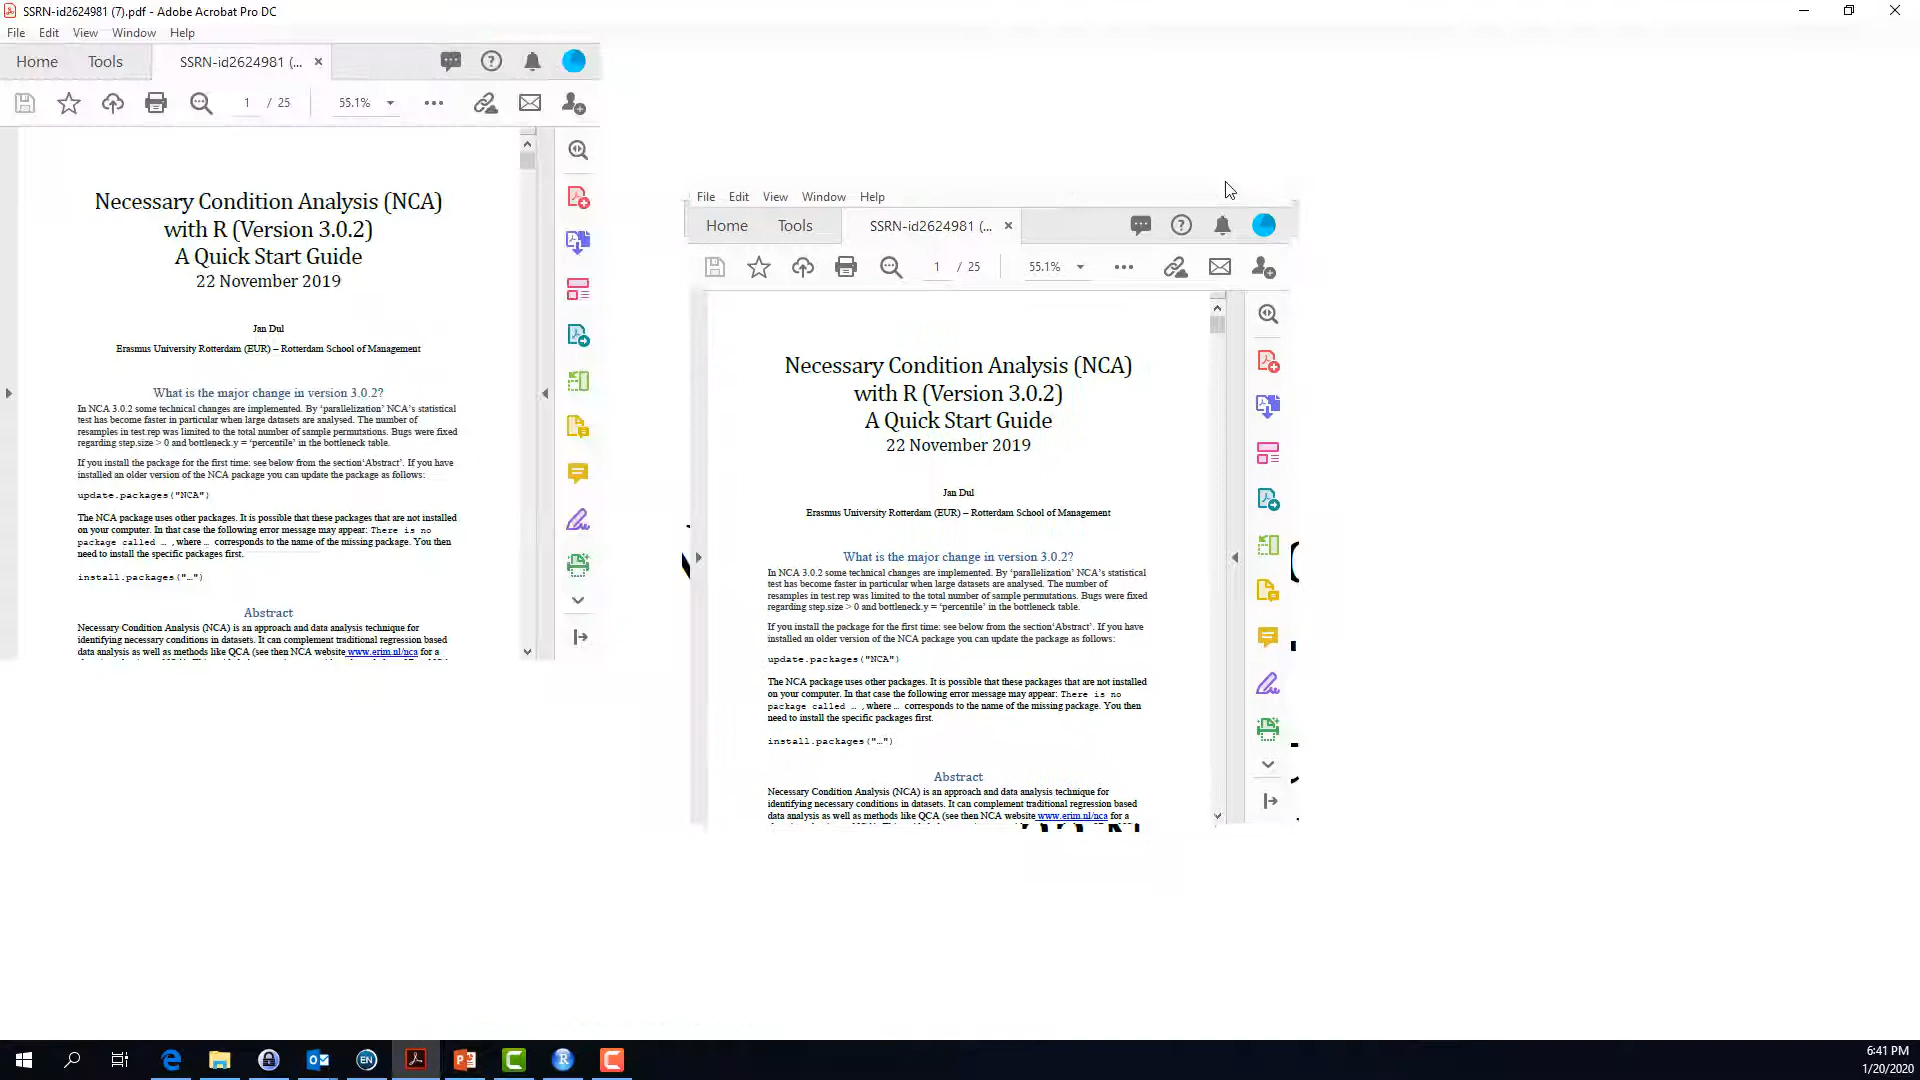 SSRN-id2624981 (7).pdf - Adobe Acrobat Pro DC
File Edit View Window Help
Home Tools SSRN-id2624981 (...
1 / 25 55.1%
Necessary Condition Analysis (NCA)
with R (Version 3.0.2)
A Quick Start Guide
22 November 2019
Jan Dul
Erasmus University Rotterdam (EUR) – Rotterdam School of Management
What is the major change in version 3.0.2?
In NCA 3.0.2 some technical changes are implemented. By ‘parallelization’ NCA’s statistical
test has become faster in particular when large datasets are analysed. The number of
resamples in test.rep was limited to the total number of sample permutations. Bugs were fixed
regarding step.size > 0 and bottleneck.y = ‘percentile’ in the bottleneck table.
If you install the package for the first time: see below from the section‘Abstract’. If you have
installed an older version of the NCA package you can update the package as follows:
update.packages("NCA")
The NCA package uses other packages. It is possible that these packages that are not installed
on your computer. In that case the following error message may appear: There is no
package called … , where … corresponds to the name of the missing package. You then
need to install the specific packages first.
install.packages("…")
Abstract
Necessary Condition Analysis (NCA) is an approach and data analysis technique for
identifying necessary conditions in datasets. It can complement traditional regression based
data analysis as well as methods like QCA (see then NCA website www.erim.nl/nca for a
File Edit View Window Help
Home Tools SSRN-id2624981 (...
1 / 25 55.1%
Necessary Condition Analysis (NCA)
with R (Version 3.0.2)
A Quick Start Guide
22 November 2019
Jan Dul
Erasmus University Rotterdam (EUR) – Rotterdam School of Management
What is the major change in version 3.0.2?
In NCA 3.0.2 some technical changes are implemented. By ‘parallelization’ NCA’s statistical
test has become faster in particular when large datasets are analysed. The number of
resamples in test.rep was limited to the total number of sample permutations. Bugs were fixed
regarding step.size > 0 and bottleneck.y = ‘percentile’ in the bottleneck table.
If you install the package for the first time: see below from the section‘Abstract’. If you have
installed an older version of the NCA package you can update the package as follows:
update.packages("NCA")
The NCA package uses other packages. It is possible that these packages that are not installed
on your computer. In that case the following error message may appear: There is no
package called … , where … corresponds to the name of the missing package. You then
need to install the specific packages first.
install.packages("…")
Abstract
Necessary Condition Analysis (NCA) is an approach and data analysis technique for
identifying necessary conditions in datasets. It can complement traditional regression based
data analysis as well as methods like QCA (see then NCA website www.erim.nl/nca for a
EN
6:41 PM
1/20/2020